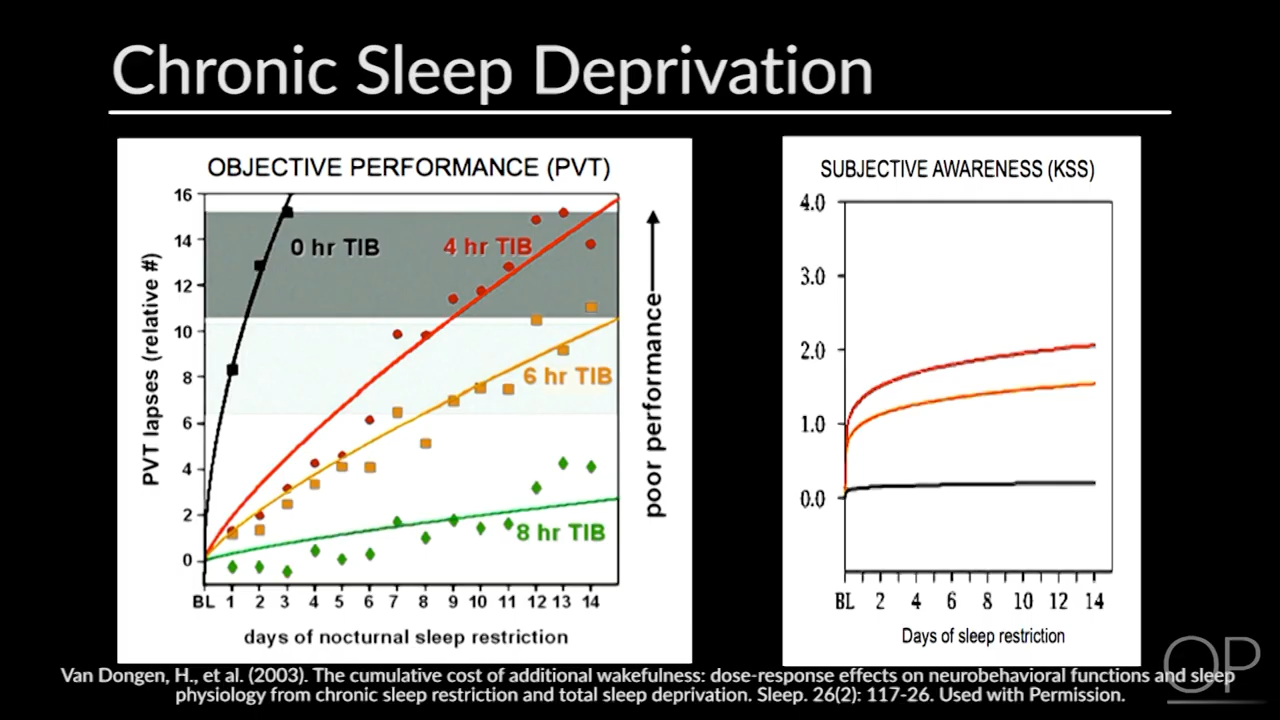 Chronic Sleep Deprivation
OBJECTIVE PERFORMANCE (PVT)
16
14
12
10
8
6
4
2
0
PVT lapses (relative #)
0 hr TIB
4 hr TIB
6 hr TIB
8 hr TIB
BL 1 2 3 4 5 6 7 8 9 10 11 12 13 14
days of nocturnal sleep restriction
poor performance
SUBJECTIVE AWARENESS (KSS)
4.0
3.0
2.0
1.0
0.0
BL 2 4 6 8 10 12 14
Days of sleep restriction
Van Dongen, H., et al. (2003). The cumulative cost of additional wakefulness: dose-response effects on neurobehavioral functions and sleep
physiology from chronic sleep restriction and total sleep deprivation. Sleep. 26(2): 117-26. Used with Permission.
OP